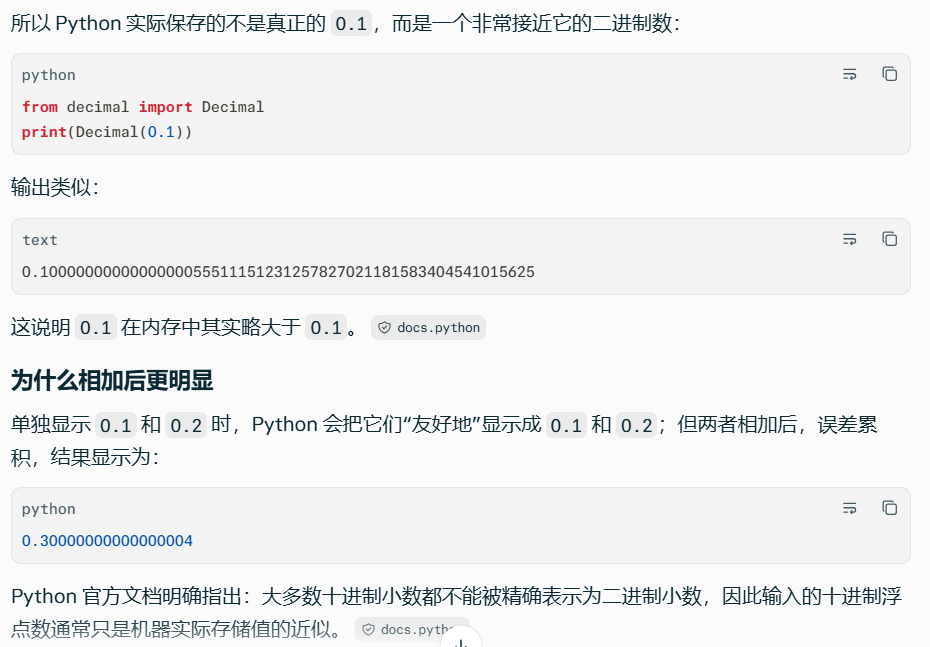 所以 Python 实际保存的不是真正的 0.1，而是一个非常接近它的二进制数：
python
from decimal import Decimal
print(Decimal(0.1))
输出类似：
text
0.1000000000000000055511151231257827021181583404541015625
这说明 0.1 在内存中其实略大于 0.1。 docs.python
为什么相加后更明显
单独显示 0.1 和 0.2 时，Python 会把它们“友好地”显示成 0.1 和 0.2；但两者相加后，误差累
积，结果显示为：
python
0.30000000000000004
Python 官方文档明确指出：大多数十进制小数都不能被精确表示为二进制小数，因此输入的十进制浮
点数通常只是机器实际存储值的近似。